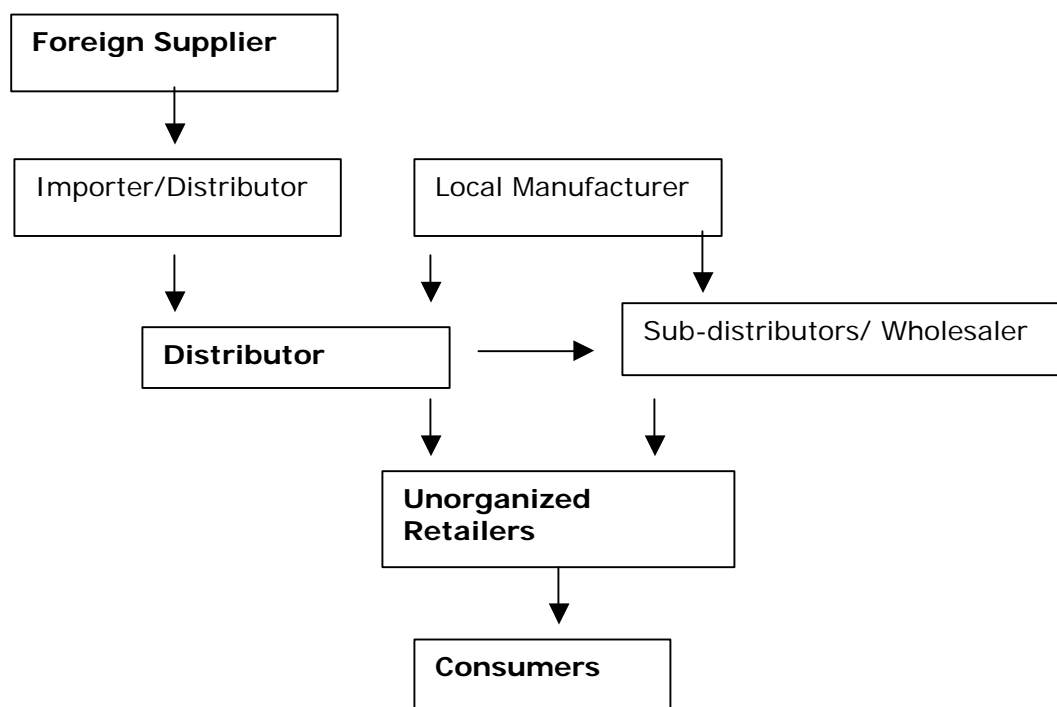 Foreign Supplier
Importer/Distributor
Local Manufacturer
Sub-distributors/ Wholesaler
Distributor
Unorganized
Retailers
Consumers